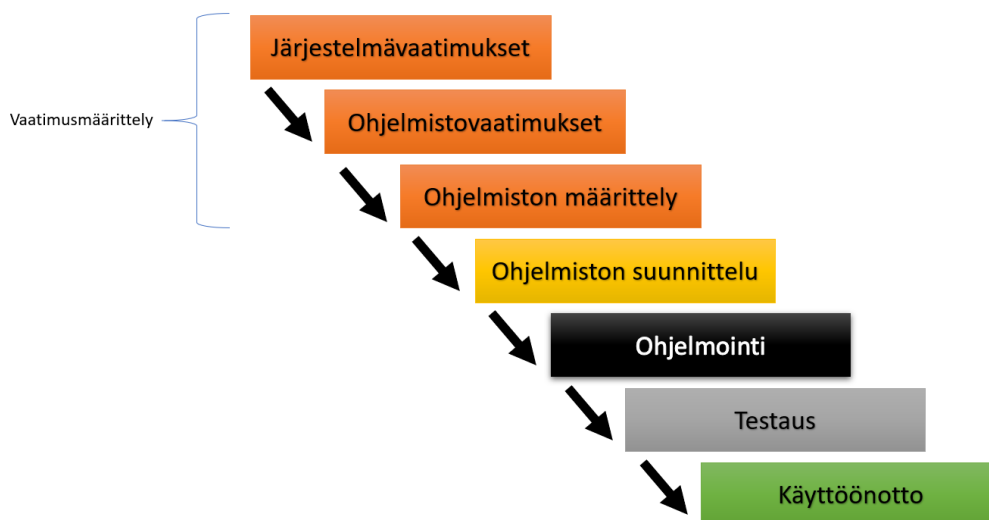 Järjestelmävaatimukset
Vaatimusmäärittely
Ohjelmistovaatimukset
Ohjelmiston määrittely
Ohjelmiston suunnittelu
Ohjelmointi
Testaus
Käyttöönotto